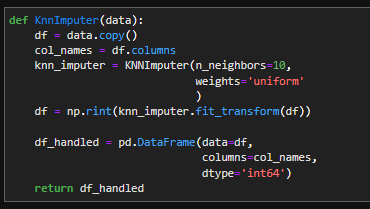 def KnnImputer(data):
    df = data.copy()
    col_names = df.columns
    knn_imputer = KNNImputer(n_neighbors=10,
                             weights='uniform'
                             )
    df = np.rint(knn_imputer.fit_transform(df))

    df_handled = pd.DataFrame(data=df,
                              columns=col_names,
                              dtype='int64')
    return df_handled